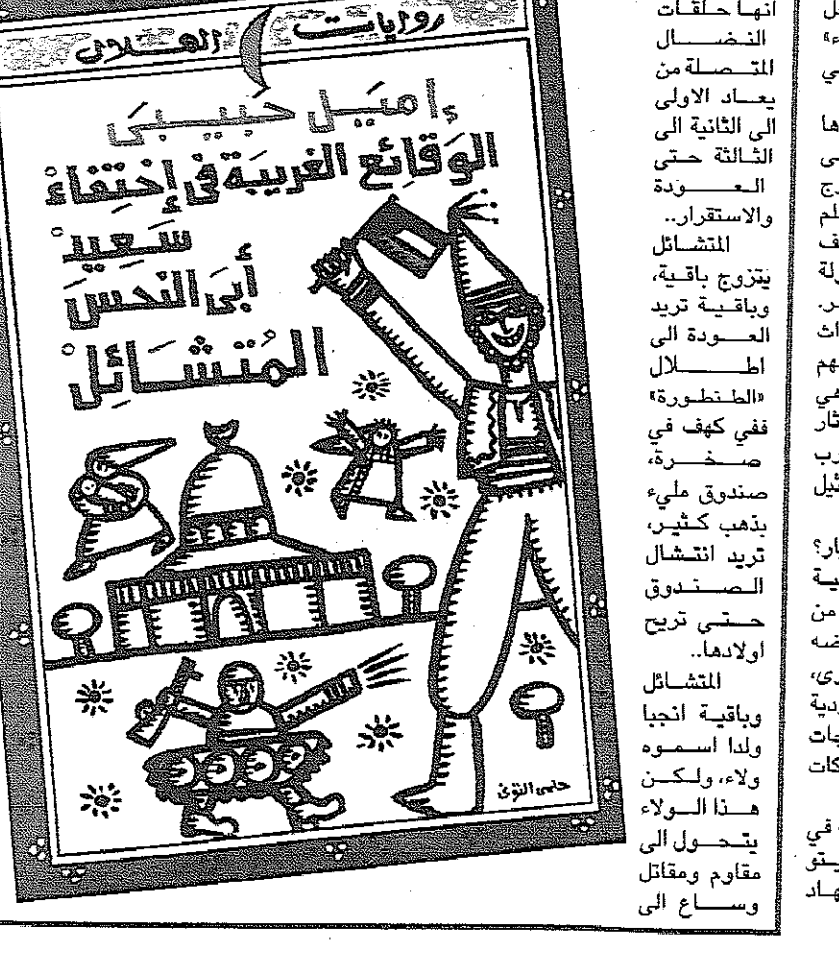 روايات الهلال
إميل حبيبي
الوقائع الغريبة في إختفاء
سعيد
أبي النحس
المتشائل
حلمى التونى
انها حلقات
النضال
المتصلة من
يعاد الاولى
الى الثانية الى
الثالثة حتى
العودة
والاستقرار..
المتشائل
يتزوج باقية،
وباقية تريد
العودة الى
اطلال
«الطنطورة»
ففي كهف في
صخرة،
صندوق مليء
بذهب كثير،
تريد انتشال
الصندوق
حتى تريح
اولادها..
المتشائل
وباقية انجبا
ولدا اسموه
ولاء، ولكن
هذا الولاء
يتحول الى
مقاوم ومقاتل
وساع الى